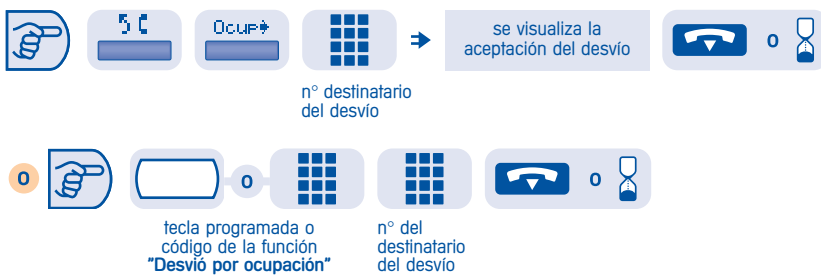 Ocup
se visualiza la
aceptación del desvío
o
n° destinatario
del desvío
o
o
o
tecla programada o
código de la función
"Desvió por ocupación"
n° del
destinatario
del desvío